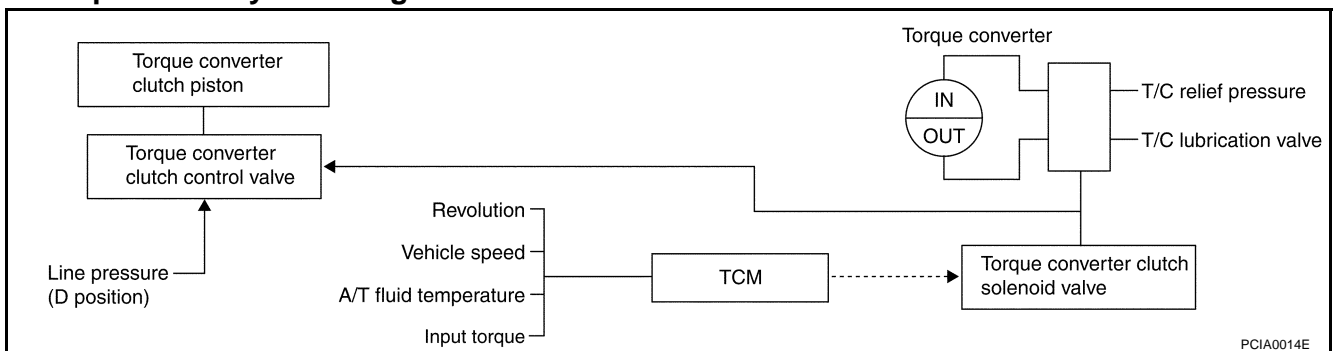 Torque converter
clutch piston
Torque converter
clutch control valve
Line pressure
(D position)
Revolution
Vehicle speed
A/T fluid temperature
Input torque
TCM
Torque converter
IN
OUT
T/C relief pressure
T/C lubrication valve
Torque converter clutch
solenoid valve
PCIA0014E